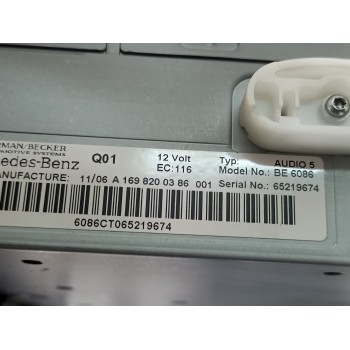 RMAN/BECKER
OMOTIVE SYSTEMS
cedes-Benz Q01 12 Volt Typ: AUDIO 5
EC:116 Model No.: BE 6086
ANUFACTURE: 11/06 A 169 820 03 86 001 Serial No.: 65219674
6086CT065219674